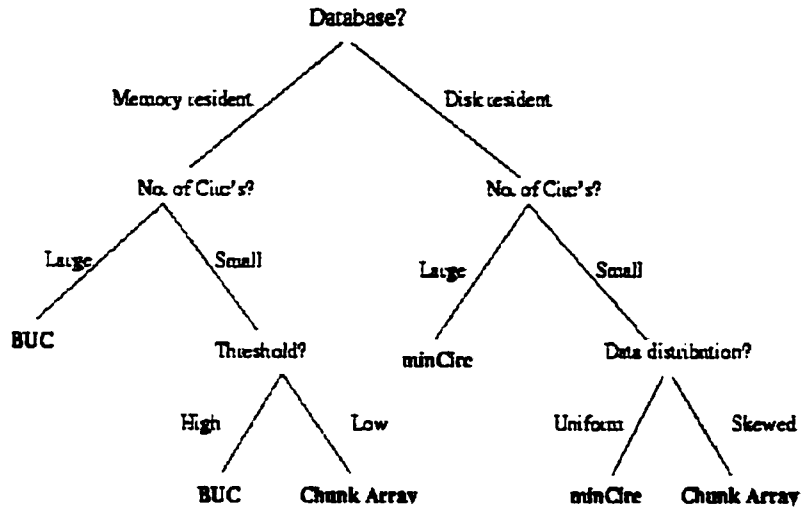 Database?
Memory resident
Disk resident
No. of Circ's?
No. of Circ's?
Large
Small
Large
Small
BUC
Threshold?
minCirc
Data distribution?
High
Low
Uniform
Skewed
BUC
Chunk Array
minCirc
Chunk Array